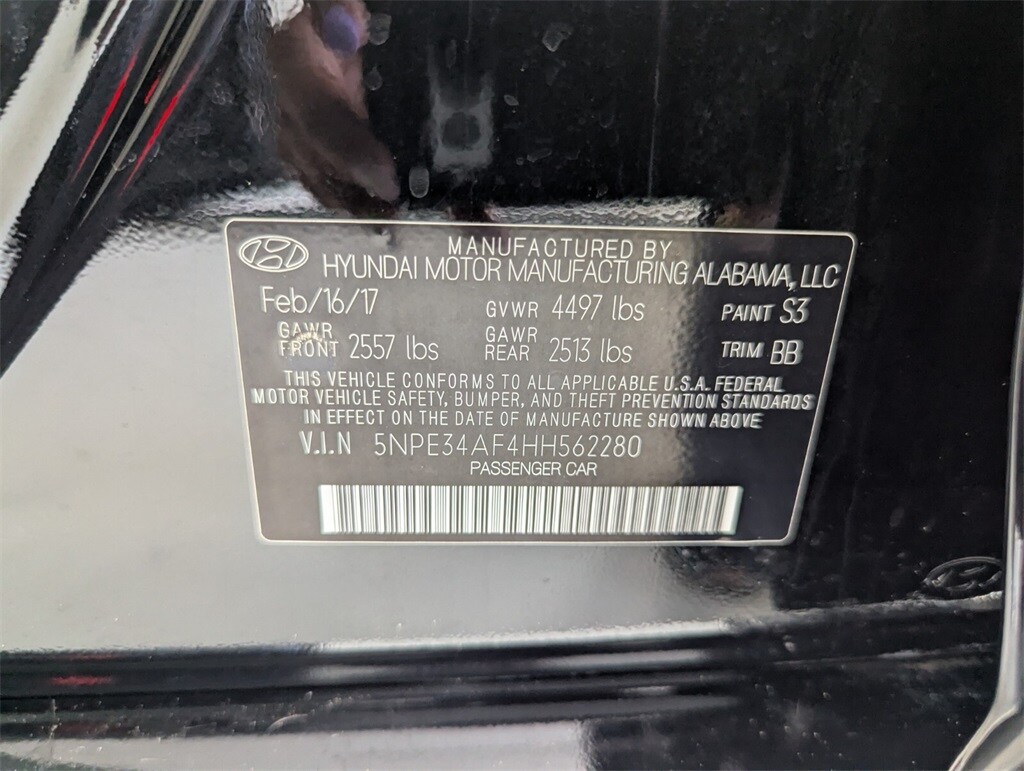 MANUFACTURED BY
HYUNDAI MOTOR MANUFACTURING ALABAMA, LLC
Feb/16/17 GVWR 4497 lbs PAINT S3
GAWR FRONT 2557 lbs GAWR REAR 2513 lbs TRIM BB
THIS VEHICLE CONFORMS TO ALL APPLICABLE U.S.A. FEDERAL
MOTOR VEHICLE SAFETY, BUMPER, AND THEFT PREVENTION STANDARDS
IN EFFECT ON THE DATE OF MANUFACTURE SHOWN ABOVE
V.I.N 5NPE34AF4HH562280
PASSENGER CAR